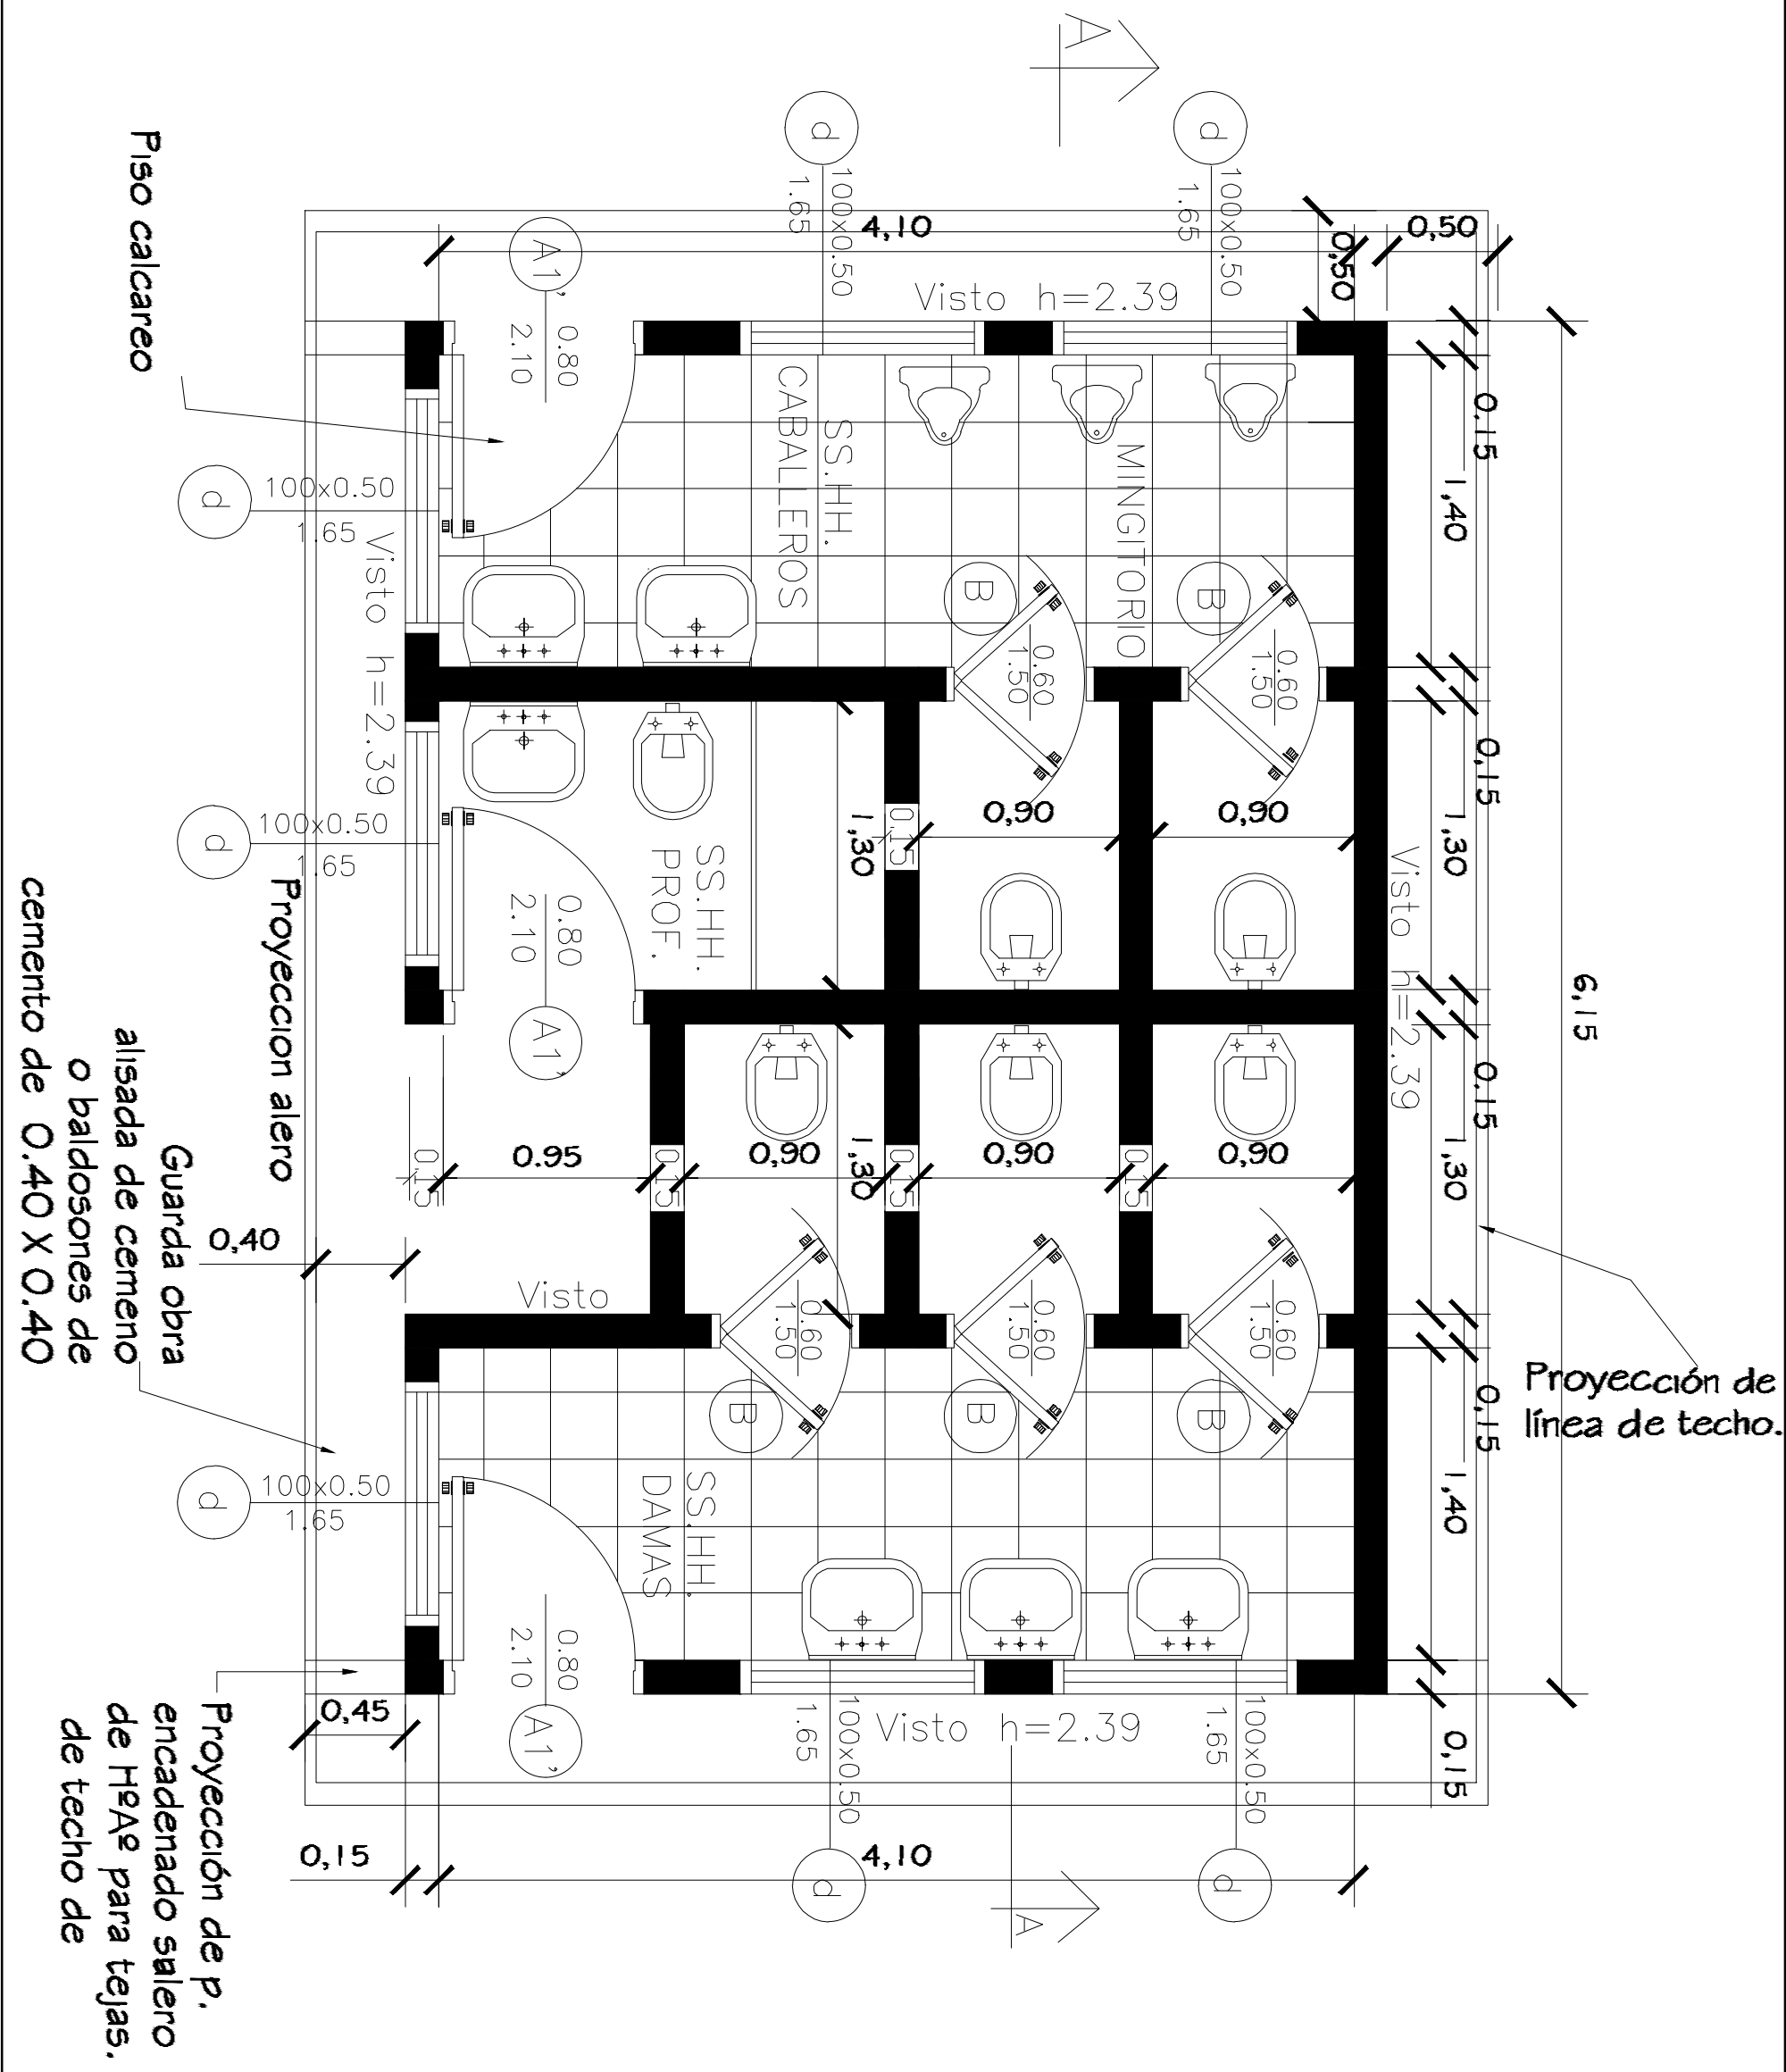 A
d
100x0.50
1.65
d
100x0.50
1.65
4,10
0,50
0,50
Visto h=2.39
A1'
0.80
2.10
Piso calcareo
SS.HH.
CABALLEROS
MINGITORIO
0.15
1,40
d
100x0.50
1.65
Visto h=2.39
B
0.60
1.50
B
0.60
1.50
0,15
1,30
d
100x0.50
1.65
SS.HH.
PROF.
0.80
2.10
A1'
1,30
0.15
0,90
0,90
Visto h=2.39
6,15
Proyeccion alero
0.15
1,30
0.15
0.95
0.15
0,90
1,30
0.15
0,90
0.15
0,90
0,40
Guarda obra
alisada de cemeno
o baldosones de
cemento de 0.40 X 0.40
Visto
0.60
1.50
B
0.60
1.50
B
0.60
1.50
B
0,15
1,40
Proyección de
línea de techo.
d
100x0.50
1.65
SS.HH.
DAMAS
0.80
2.10
A1'
0,45
100x0.50
1.65
d
Visto h=2.39
100x0.50
1.65
d
0,15
0,15
4,10
A
Proyección de p.
encadenado salero
de HºAº para tejas.
de techo de